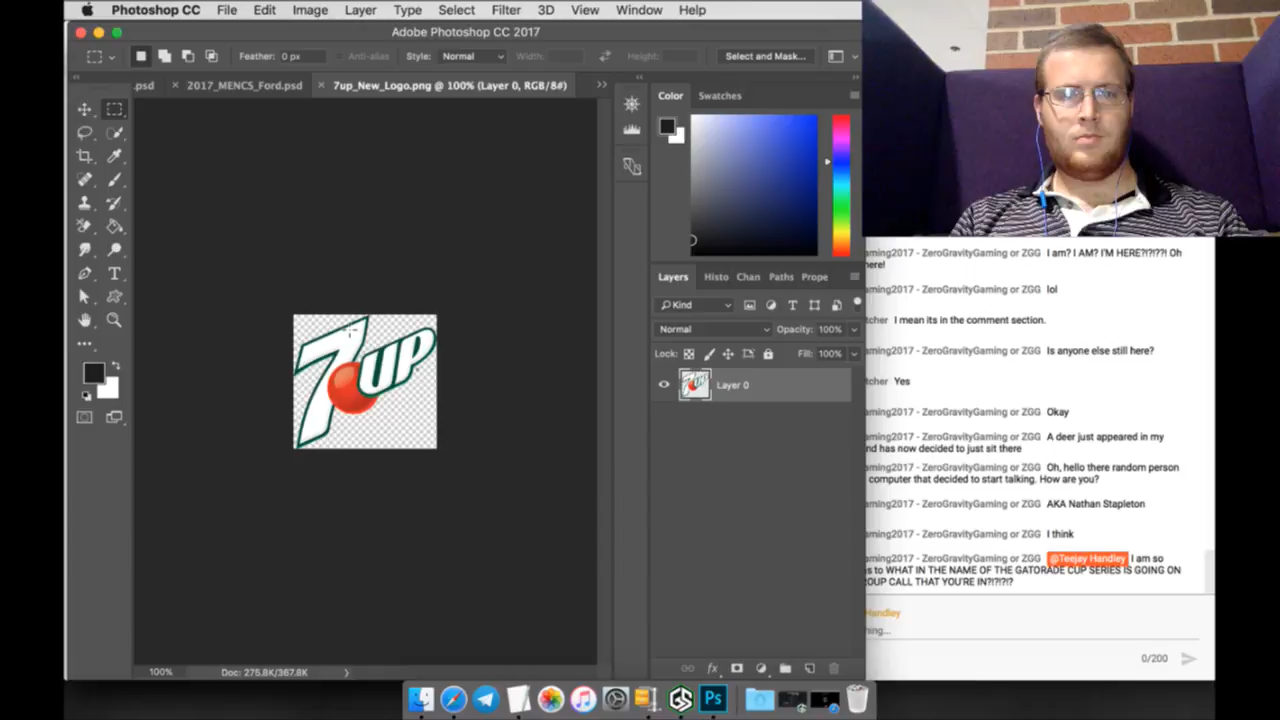 Photoshop CC File Edit Image Layer Type Select Filter 3D View Window Help
Adobe Photoshop CC 2017
Feather: 0 px Anti-alias Style: Normal Width: Height: Select and Mask...
.psd × 2017_MENCS_Ford.psd × 7up_New_Logo.png @ 100% (Layer 0, RGB/8#) >>
Color Swatches
7UP
Layers Histo Chan Paths Prope
Kind
Normal Opacity: 100%
Lock: Fill: 100%
Layer 0
100% Doc: 275.8K/367.8K
Ps
aming2017 - ZeroGravityGaming or ZGG I am? I AM? I'M HERE?!?!??! Oh
here!
aming2017 - ZeroGravityGaming or ZGG lol
tcher I mean its in the comment section.
aming2017 - ZeroGravityGaming or ZGG Is anyone else still here?
tcher Yes
aming2017 - ZeroGravityGaming or ZGG Okay
aming2017 - ZeroGravityGaming or ZGG A deer just appeared in my
nd has now decided to just sit there
aming2017 - ZeroGravityGaming or ZGG Oh, hello there random person
computer that decided to start talking. How are you?
aming2017 - ZeroGravityGaming or ZGG AKA Nathan Stapleton
aming2017 - ZeroGravityGaming or ZGG I think
aming2017 - ZeroGravityGaming or ZGG @Teejay Handley I am so
as to WHAT IN THE NAME OF THE GATORADE CUP SERIES IS GOING ON
ROUP CALL THAT YOU'RE IN?!?!?!?
Handley
hing...
0/200